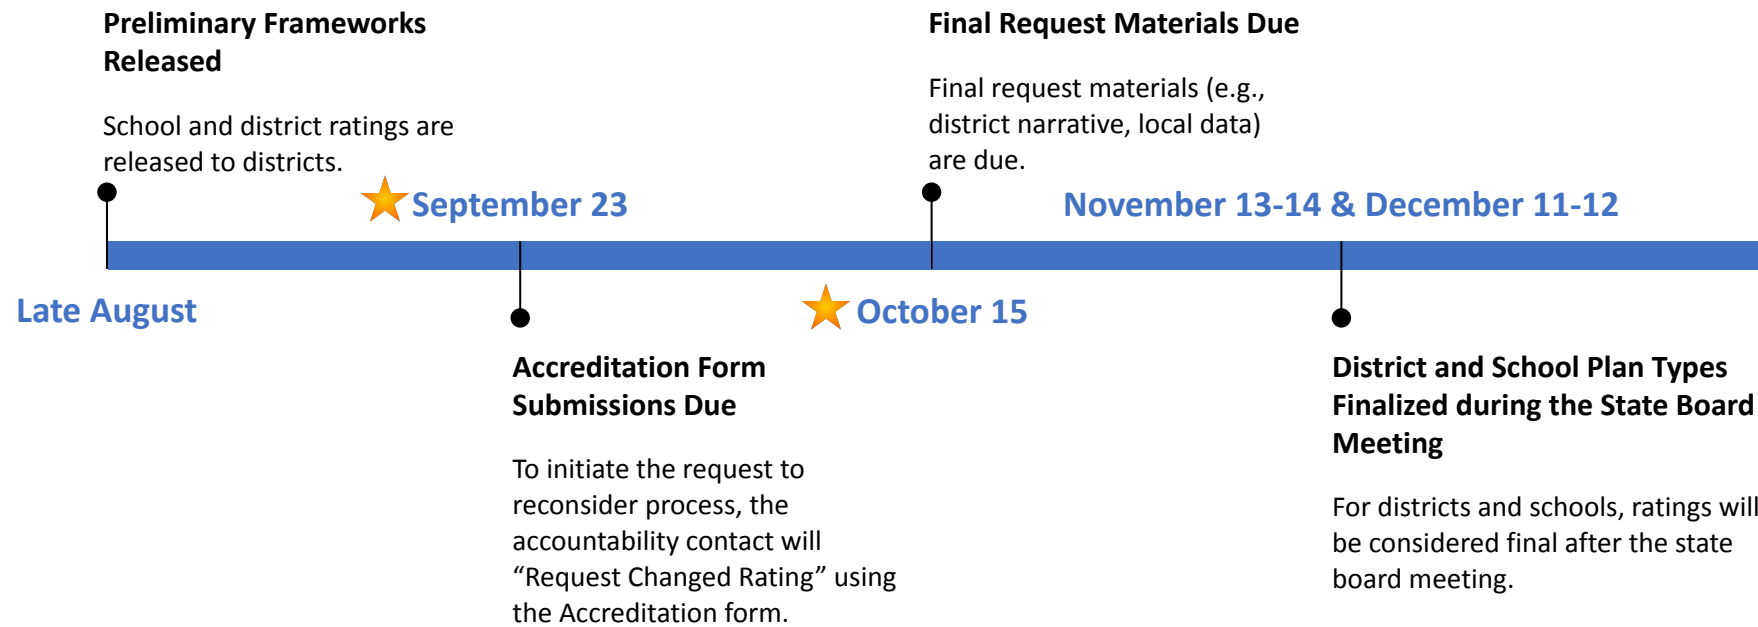 Preliminary Frameworks
Released
School and district ratings are
released to districts.
Late August
September 23
Accreditation Form
Submissions Due
To initiate the request to
reconsider process, the
accountability contact will
“Request Changed Rating” using
the Accreditation form.
Final Request Materials Due
Final request materials (e.g.,
district narrative, local data)
are due.
October 15
November 13-14 & December 11-12
District and School Plan Types
Finalized during the State Board
Meeting
For districts and schools, ratings will
be considered final after the state
board meeting.